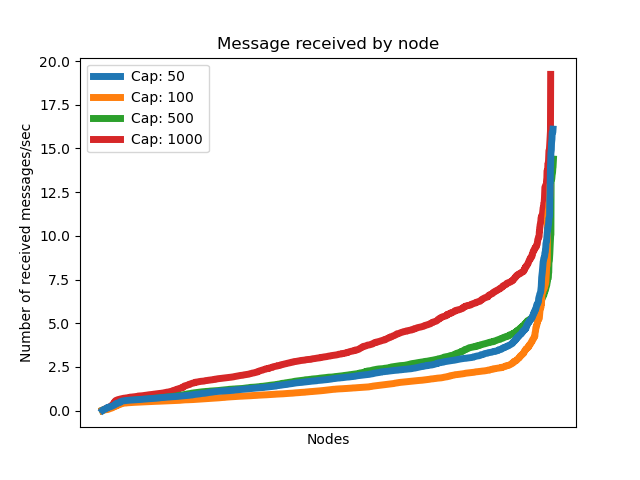 Message received by node
Cap: 50
Cap: 100
Cap: 500
Cap: 1000
Number of received messages/sec
20.0
17.5
15.0
12.5
10.0
7.5
5.0
2.5
0.0
Nodes